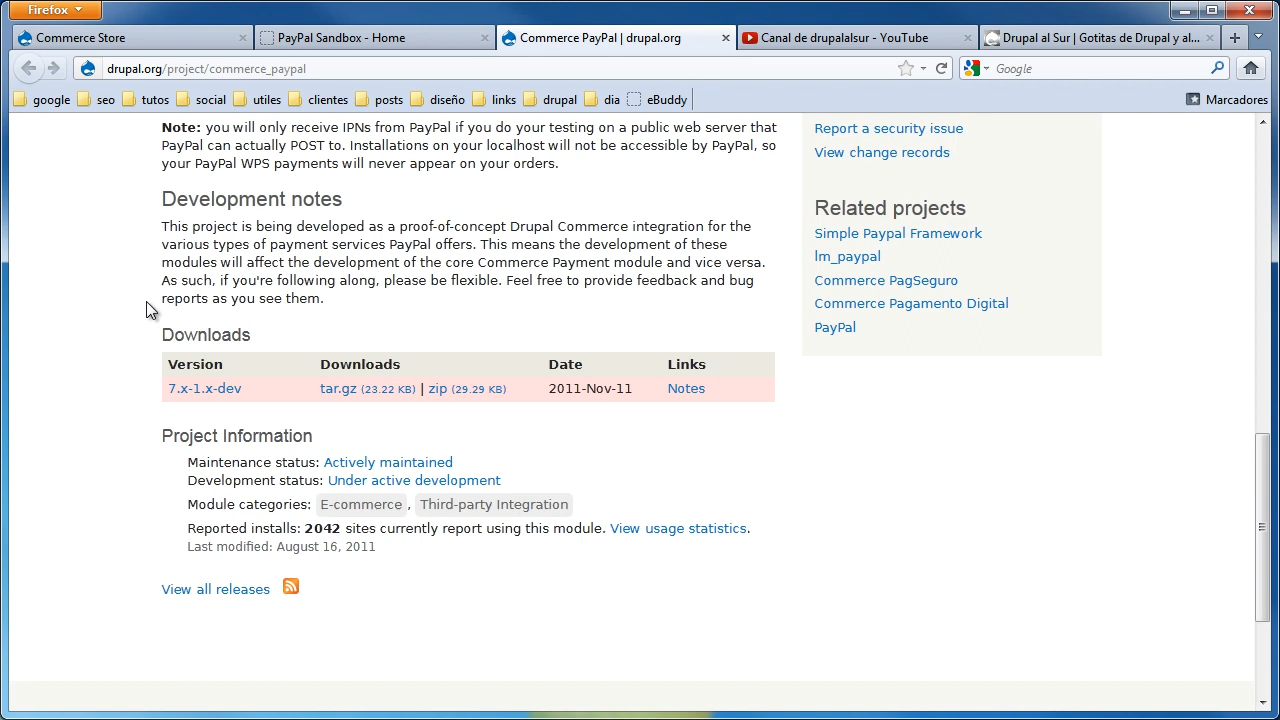 Firefox
Commerce Store
PayPal Sandbox - Home
Commerce PayPal | drupal.org
Canal de drupalalsur - YouTube
Drupal al Sur | Gotitas de Drupal y al...
drupal.org/project/commerce_paypal
Google
google
seo
tutos
social
utiles
clientes
posts
diseño
links
drupal
dia
eBuddy
Marcadores
Note: you will only receive IPNs from PayPal if you do your testing on a public web server that
PayPal can actually POST to. Installations on your localhost will not be accessible by PayPal, so
your PayPal WPS payments will never appear on your orders.
Development notes
This project is being developed as a proof-of-concept Drupal Commerce integration for the
various types of payment services PayPal offers. This means the development of these
modules will affect the development of the core Commerce Payment module and vice versa.
As such, if you're following along, please be flexible. Feel free to provide feedback and bug
reports as you see them.
Downloads
Version Downloads Date Links
7.x-1.x-dev tar.gz (23.22 KB) | zip (29.29 KB) 2011-Nov-11 Notes
Project Information
Maintenance status: Actively maintained
Development status: Under active development
Module categories: E-commerce , Third-party Integration
Reported installs: 2042 sites currently report using this module. View usage statistics.
Last modified: August 16, 2011
View all releases
Report a security issue
View change records
Related projects
Simple Paypal Framework
lm_paypal
Commerce PagSeguro
Commerce Pagamento Digital
PayPal